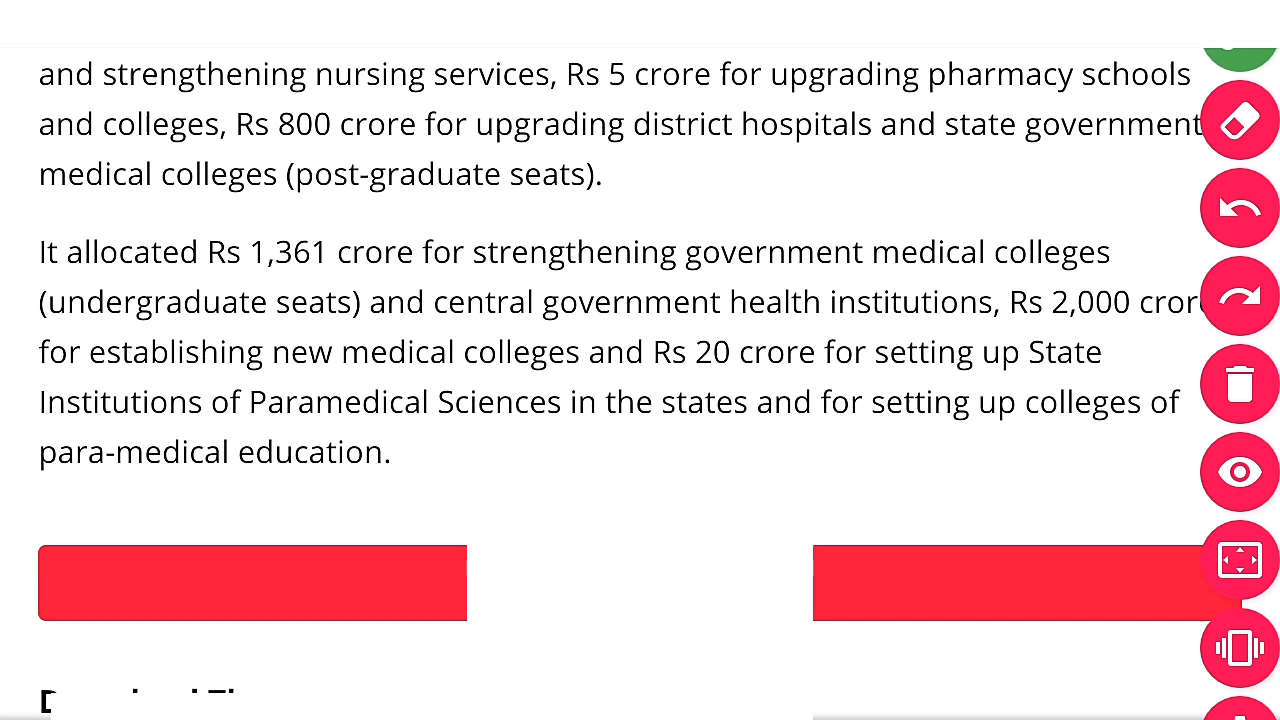 and strengthening nursing services, Rs 5 crore for upgrading pharmacy schools
and colleges, Rs 800 crore for upgrading district hospitals and state government
medical colleges (post-graduate seats).
It allocated Rs 1,361 crore for strengthening government medical colleges
(undergraduate seats) and central government health institutions, Rs 2,000 cror
for establishing new medical colleges and Rs 20 crore for setting up State
Institutions of Paramedical Sciences in the states and for setting up colleges of
para-medical education.